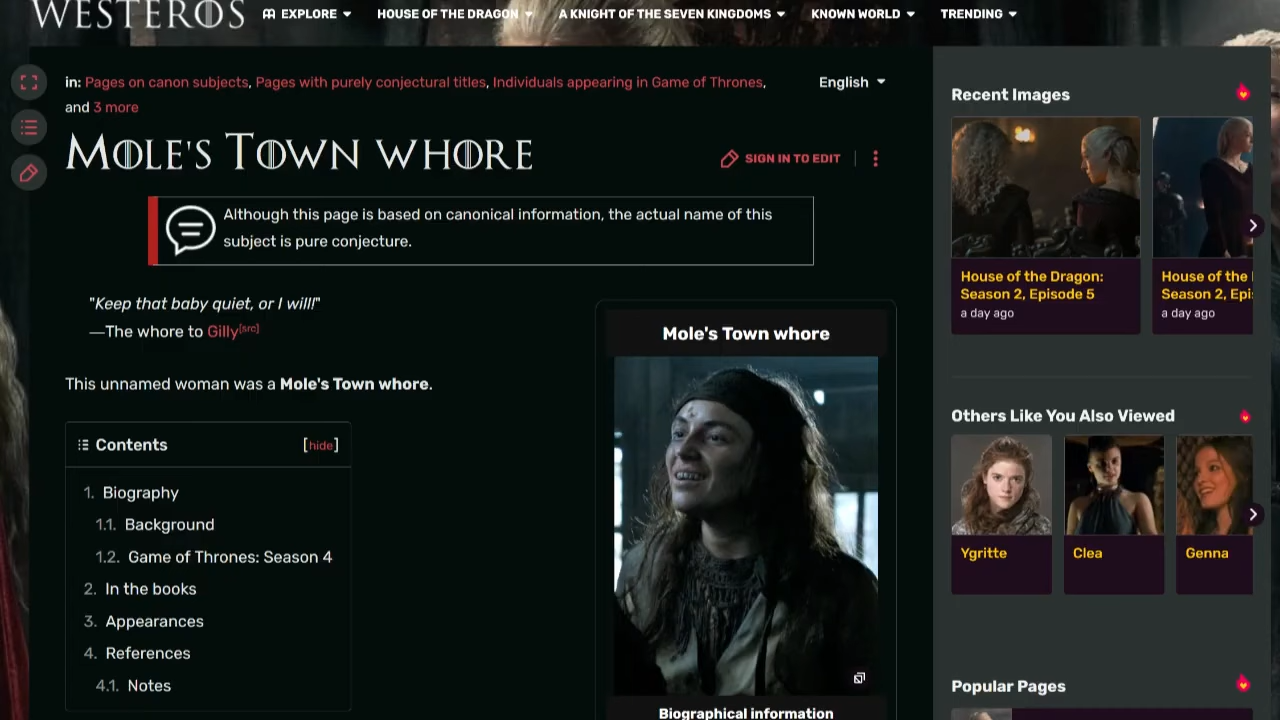 WESTEROS
EXPLORE
HOUSE OF THE DRAGON
A KNIGHT OF THE SEVEN KINGDOMS
KNOWN WORLD
TRENDING
in: Pages on canon subjects, Pages with purely conjectural titles, Individuals appearing in Game of Thrones,
and 3 more
English
MOLE'S TOWN WHORE
SIGN IN TO EDIT
Although this page is based on canonical information, the actual name of this
subject is pure conjecture.
"Keep that baby quiet, or I will!"
—The whore to Gilly[src]
This unnamed woman was a Mole's Town whore.
Contents [hide]
1. Biography
1.1. Background
1.2. Game of Thrones: Season 4
2. In the books
3. Appearances
4. References
4.1. Notes
Mole's Town whore
Biographical information
Recent Images
House of the Dragon:
Season 2, Episode 5
a day ago
House of the
Season 2, Epi
a day ago
Others Like You Also Viewed
Ygritte
Clea
Genna
Popular Pages